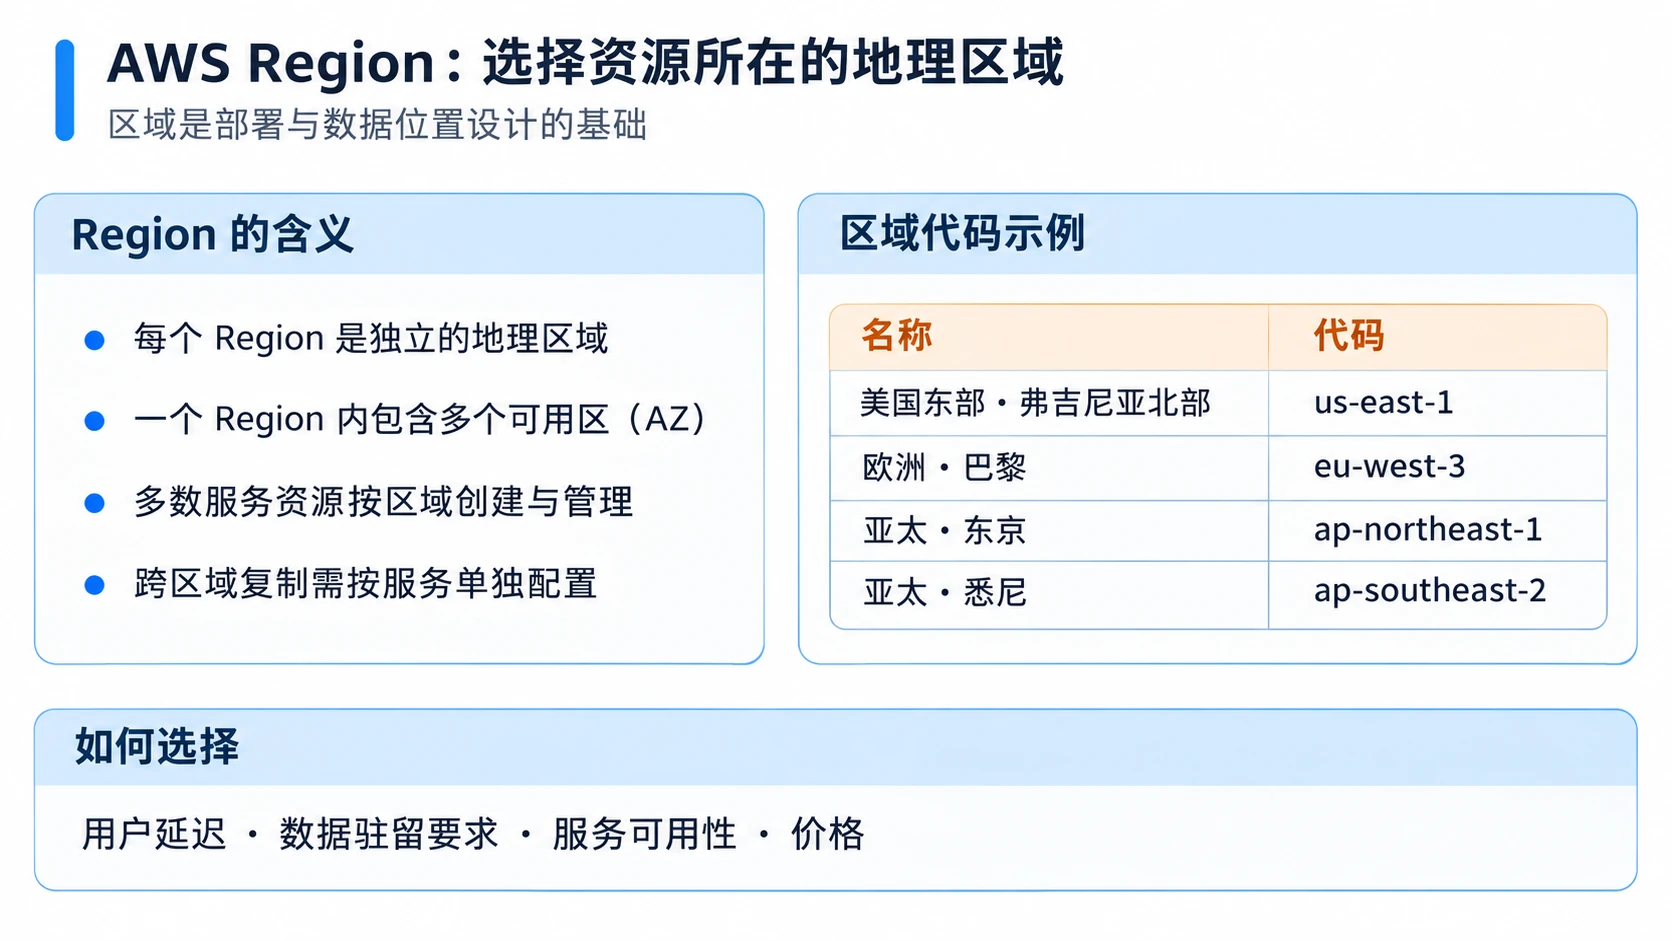 AWS Region：选择资源所在的地理区域
区域是部署与数据位置设计的基础
Region 的含义
每个 Region 是独立的地理区域
一个 Region 内包含多个可用区（AZ）
多数服务资源按区域创建与管理
跨区域复制需按服务单独配置
区域代码示例
名称 代码
美国东部・弗吉尼亚北部 us-east-1
欧洲・巴黎 eu-west-3
亚太・东京 ap-northeast-1
亚太・悉尼 ap-southeast-2
如何选择
用户延迟 · 数据驻留要求 · 服务可用性 · 价格